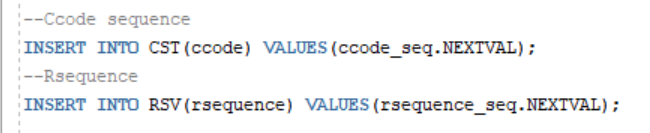 --Ccode sequence
INSERT INTO CST(ccode) VALUES(ccode_seq.NEXTVAL);
--Rsequence
INSERT INTO RSV(rsequence) VALUES(rsequence_seq.NEXTVAL);